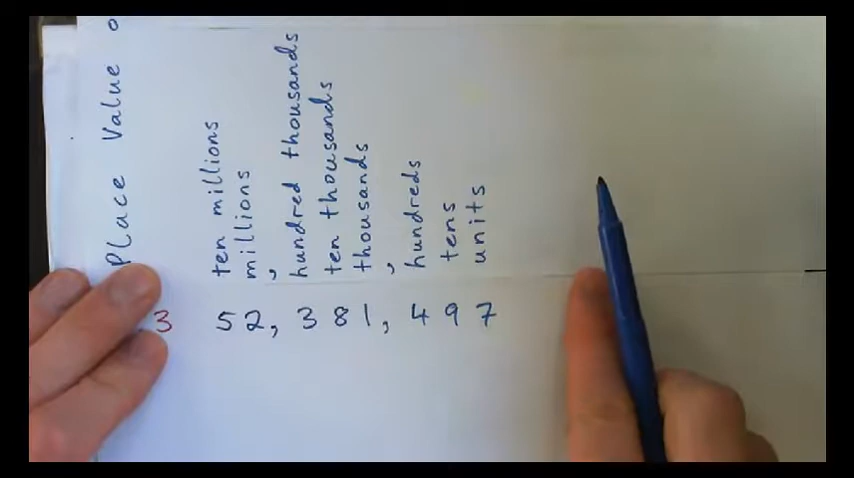 Place Value
ten millions
millions
,
hundred thousands
ten thousands
thousands
,
hundreds
tens
units
3 52,381,497